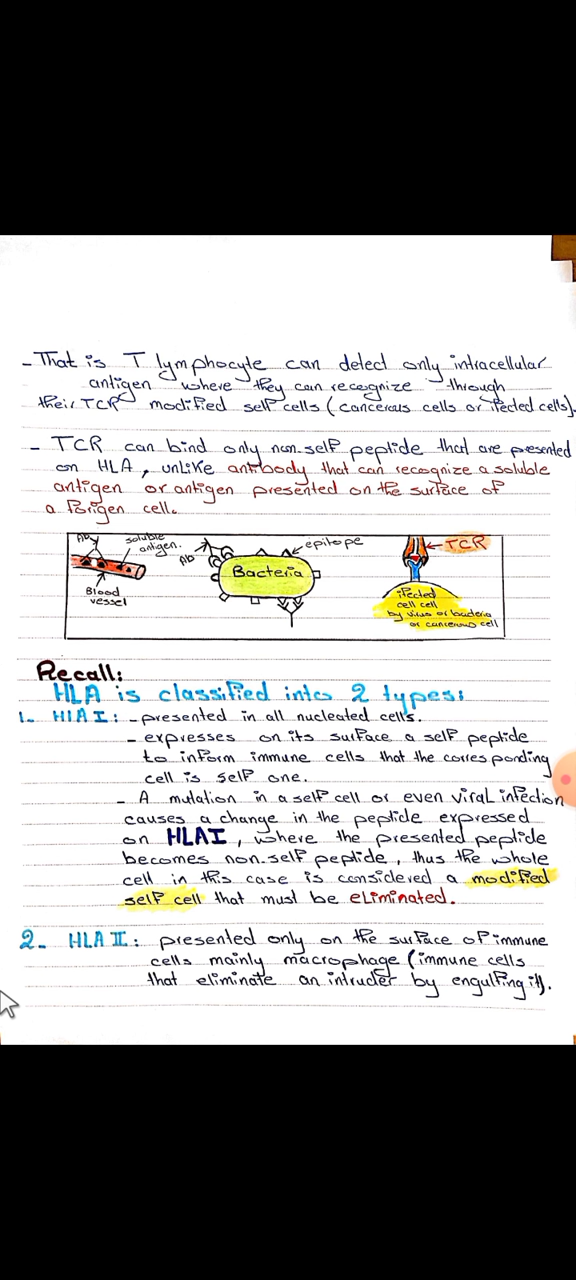 - That is T lymphocyte can detect only intracellular
antigen where they can recognize through
their TCR modified self cells (cancerous cells or ifected cells).
- TCR can bind only non-self peptide that are presented
on HLA, unlike antibody that can recognize a soluble
antigen or antigen presented on the surface of
a forigen cell.
Ab
soluble
antigen.
Blood
vessel
Ab
epitope
Bacteria
TCR
ifected
cell cell
by virus or bacteria
or cancerous cell
Recall:
HLA is classified into 2 types:
1- HLA I: - presented in all nucleated cells.
- expresses on its surface a self peptide
to inform immune cells that the corresponding
cell is self one.
- A mutation in a self cell or even viral infection
causes a change in the peptide expressed
on HLAI, where the presented peptide
becomes non-self peptide, thus the whole
cell in this case is considered a modified
self cell that must be eliminated.
2- HLA II: presented only on the surface of immune
cells mainly macrophage (immune cells
that eliminate an intruder by engulfing it).